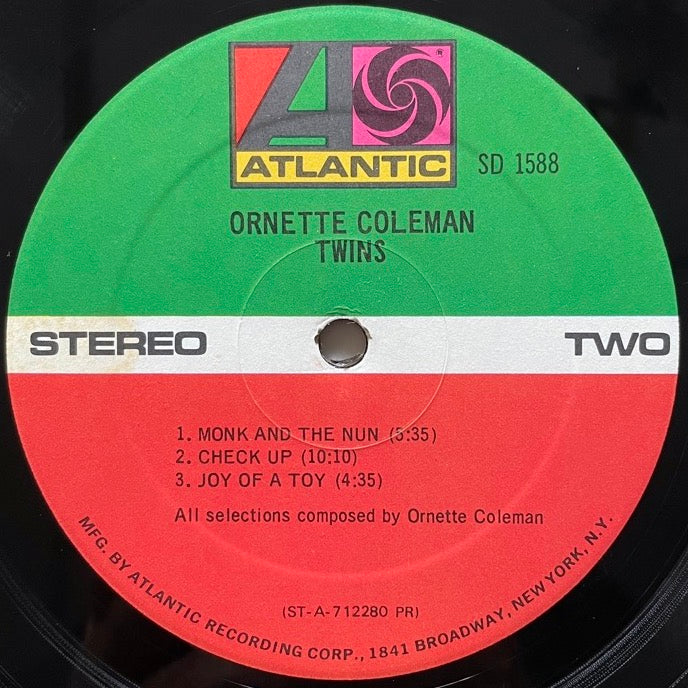 ATLANTIC
®
SD 1588
ORNETTE COLEMAN
TWINS
STEREO
TWO
1. MONK AND THE NUN (5:35)
2. CHECK UP (10:10)
3. JOY OF A TOY (4:35)
All selections composed by Ornette Coleman
(ST-A-712280 PR)
MFG. BY ATLANTIC RECORDING CORP., 1841 BROADWAY, NEW YORK, N.Y.